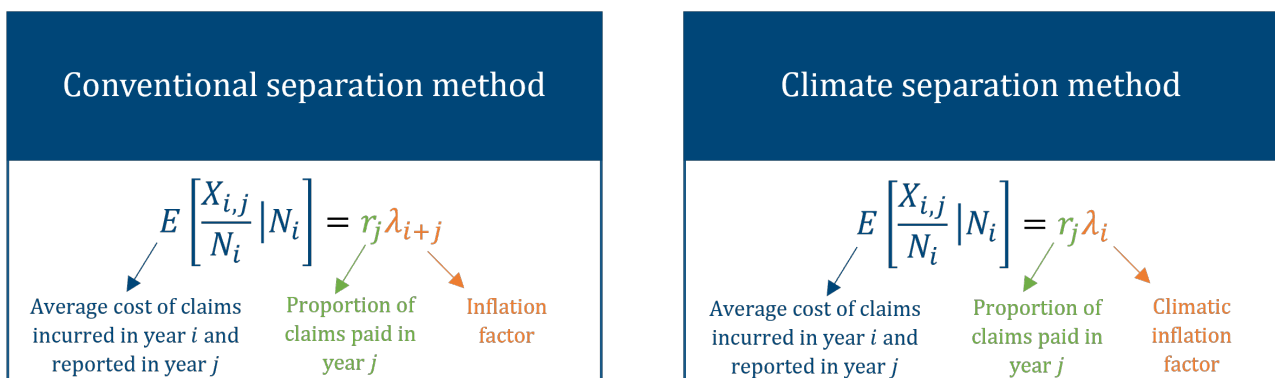 Conventional separation method
E [X_{i,j} / N_i | N_i] = r_j λ_{i+j}
Average cost of claims
incurred in year i and
reported in year j
Proportion of
claims paid in
year j
Inflation
factor
Climate separation method
E [X_{i,j} / N_i | N_i] = r_j λ_i
Average cost of claims
incurred in year i and
reported in year j
Proportion of
claims paid in
year j
Climatic
inflation
factor